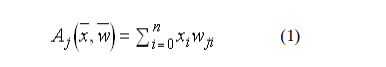 A_j(x̅, w̅) = ∑_{i=0}^{n} x_i w_{ji} (1)